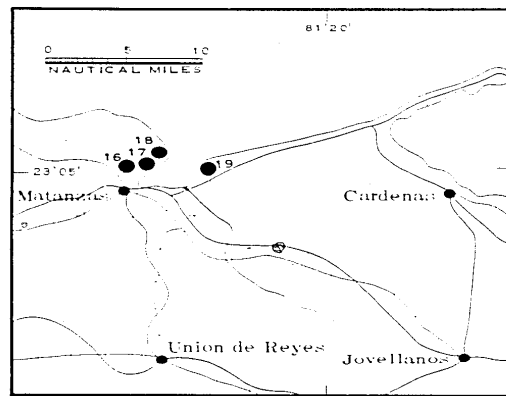 81°20'
0 5 10
NAUTICAL MILES
18
17
16
19
23°05'
Matanzas
Cardenas
Union de Reyes
Jovellanos